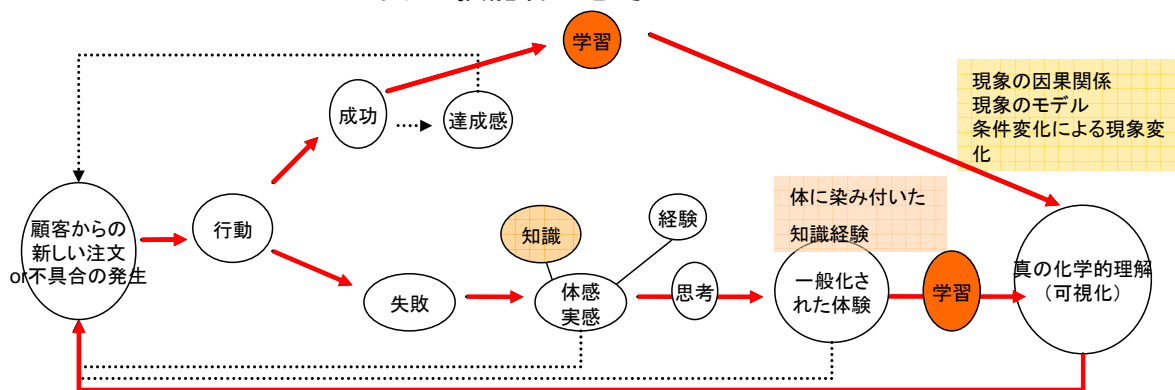 学習
現象の因果関係
現象のモデル
条件変化による現象変
化
成功
達成感
体に染み付いた
知識経験
顧客からの
新しい注文
or不具合の発生
行動
知識
経験
失敗
体感
実感
思考
一般化さ
れた体験
学習
真の化学的理解
（可視化）